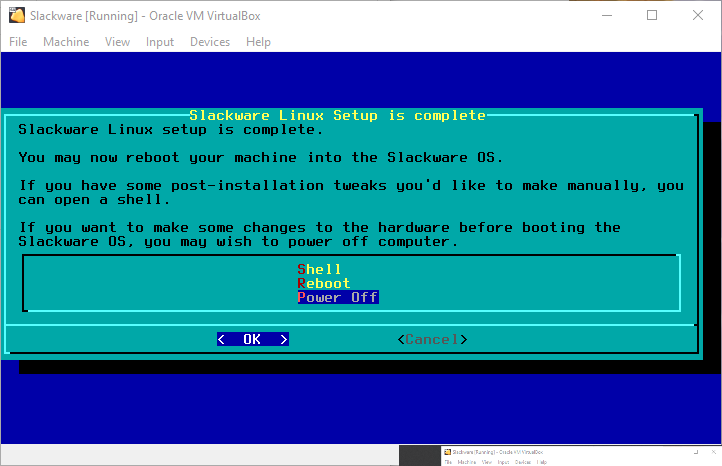 Slackware [Running] - Oracle VM VirtualBox
File Machine View Input Devices Help
Slackware Linux Setup is complete
Slackware Linux setup is complete.
You may now reboot your machine into the Slackware OS.
If you have some post-installation tweaks you'd like to make manually, you
can open a shell.
If you want to make some changes to the hardware before booting the
Slackware OS, you may wish to power off computer.
Shell
Reboot
Power Off
< OK > <Cancel>
Slackware [Running] - Oracle VM VirtualBox
File Machine View Input Devices Help